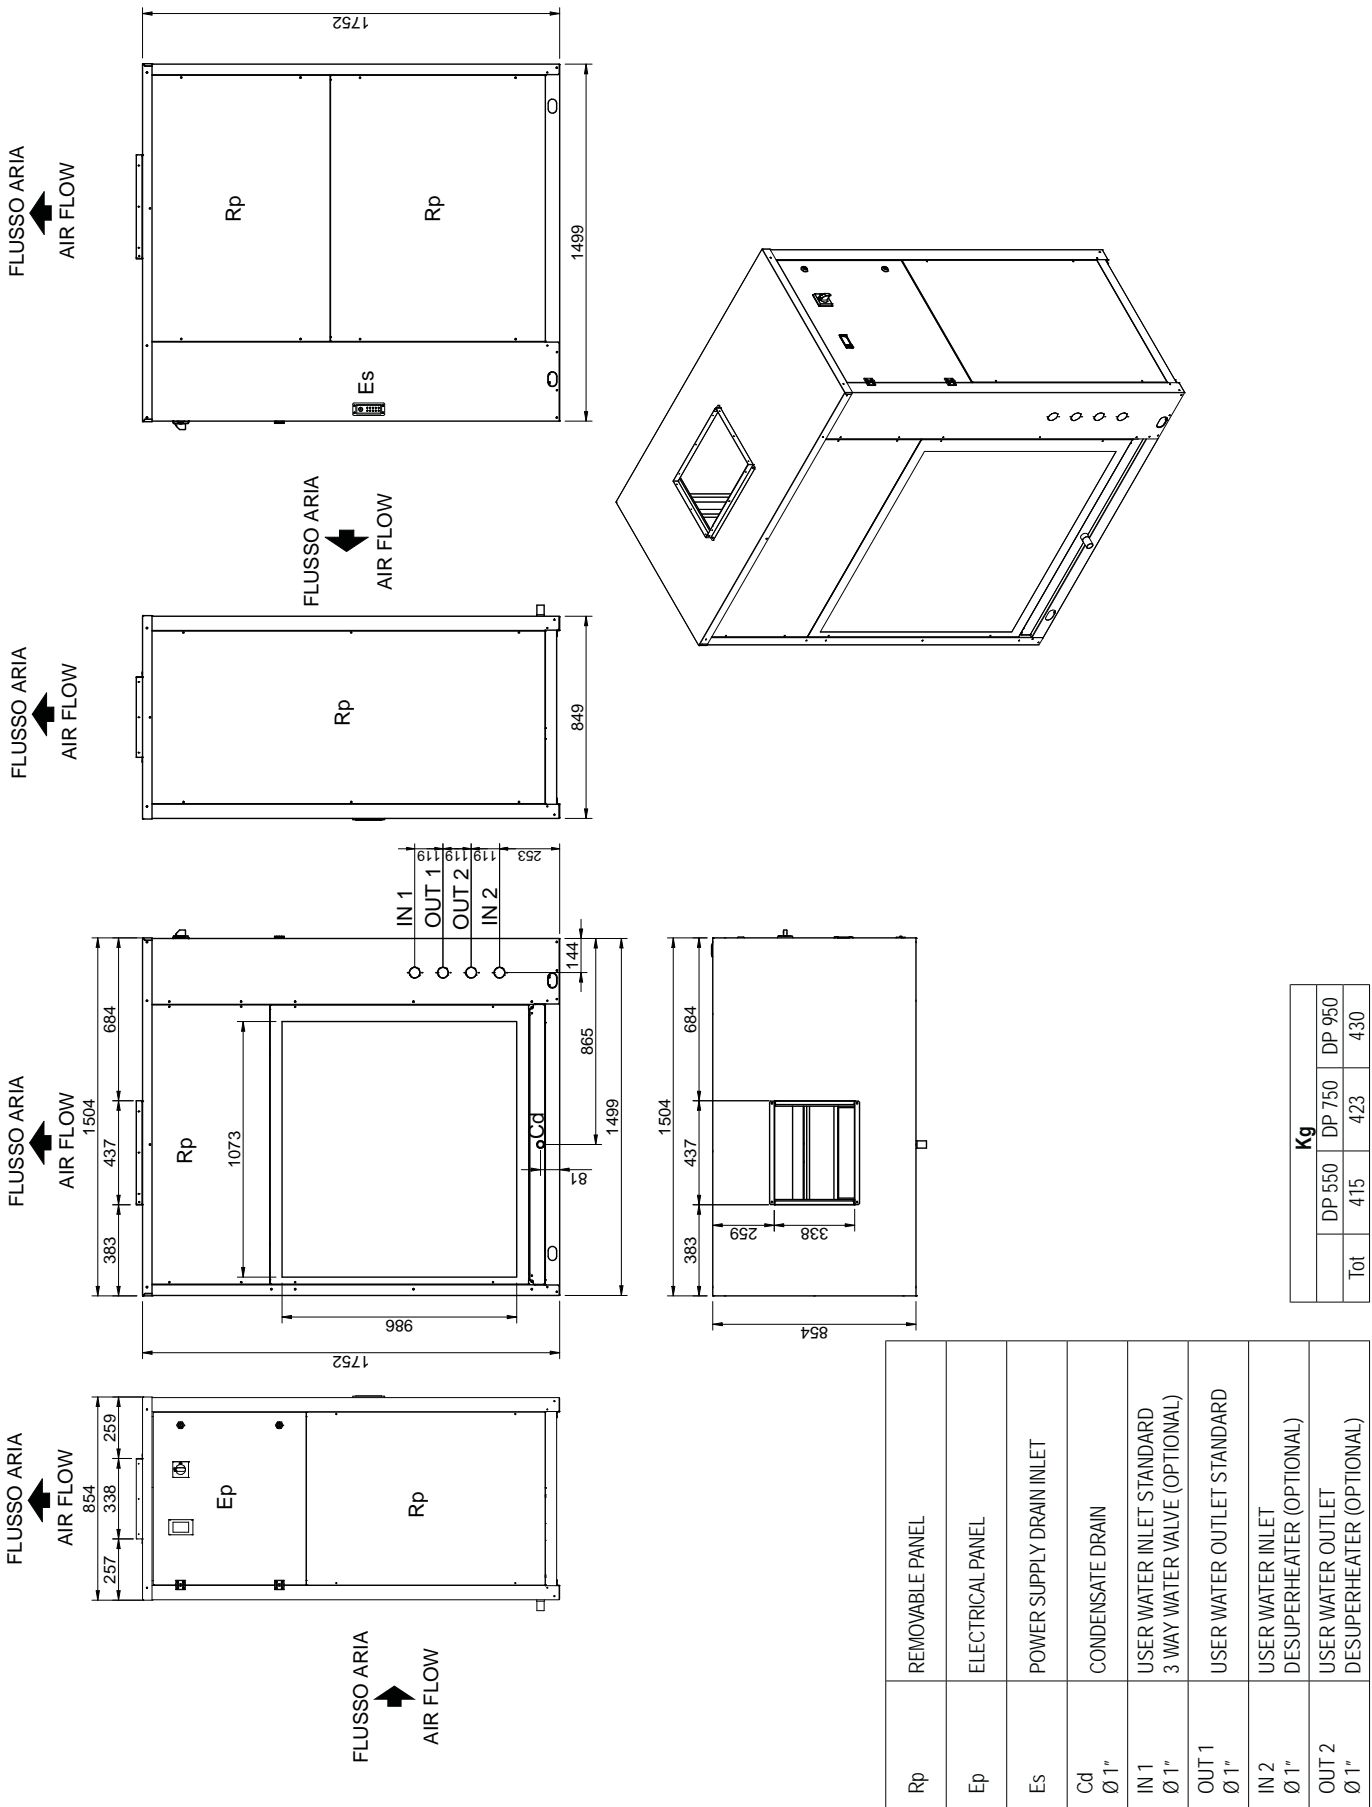 FLUSSO ARIA
AIR FLOW
854
257
338
259
Ep
Rp
FLUSSO ARIA
AIR FLOW
FLUSSO ARIA
AIR FLOW
1504
383
437
684
1752
Rp
1073
986
Cd
81
144
865
1499
IN 1
OUT 1
OUT 2
IN 2
119
119
119
253
FLUSSO ARIA
AIR FLOW
Rp
849
FLUSSO ARIA
AIR FLOW
FLUSSO ARIA
AIR FLOW
1752
Rp
Rp
Es
1499
1504
383
437
684
259
338
854
Rp REMOVABLE PANEL
Ep ELECTRICAL PANEL
Es POWER SUPPLY DRAIN INLET
Cd CONDENSATE DRAIN
Ø 1"
IN 1 USER WATER INLET STANDARD
Ø 1" 3 WAY WATER VALVE (OPTIONAL)
OUT 1 USER WATER OUTLET STANDARD
Ø 1"
IN 2 USER WATER INLET
Ø 1" DESUPERHEATER (OPTIONAL)
OUT 2 USER WATER OUTLET
Ø 1" DESUPERHEATER (OPTIONAL)
Kg
DP 550 DP 750 DP 950
Tot 415 423 430